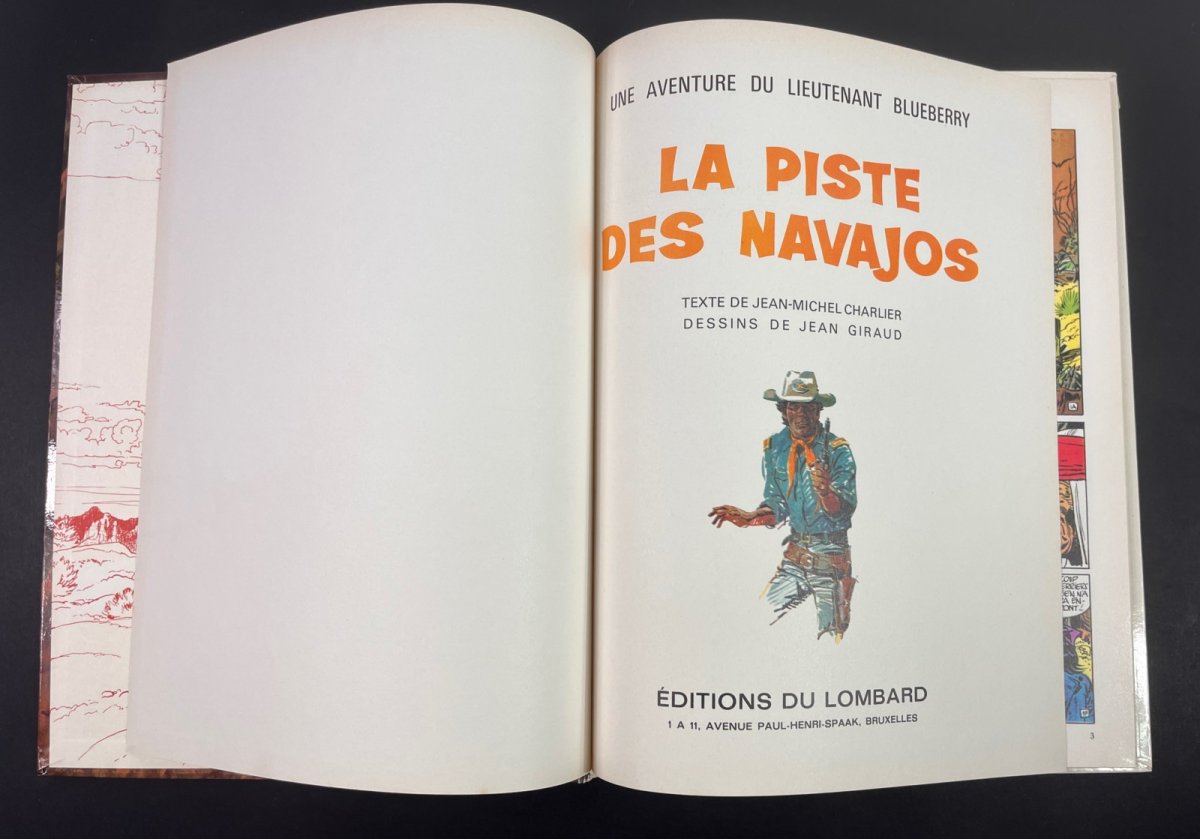 UNE AVENTURE DU LIEUTENANT BLUEBERRY
LA PISTE
DES NAVAJOS
TEXTE DE JEAN-MICHEL CHARLIER
DESSINS DE JEAN GIRAUD
ÉDITIONS DU LOMBARD
1 A 11, AVENUE PAUL-HENRI-SPAAK, BRUXELLES
3